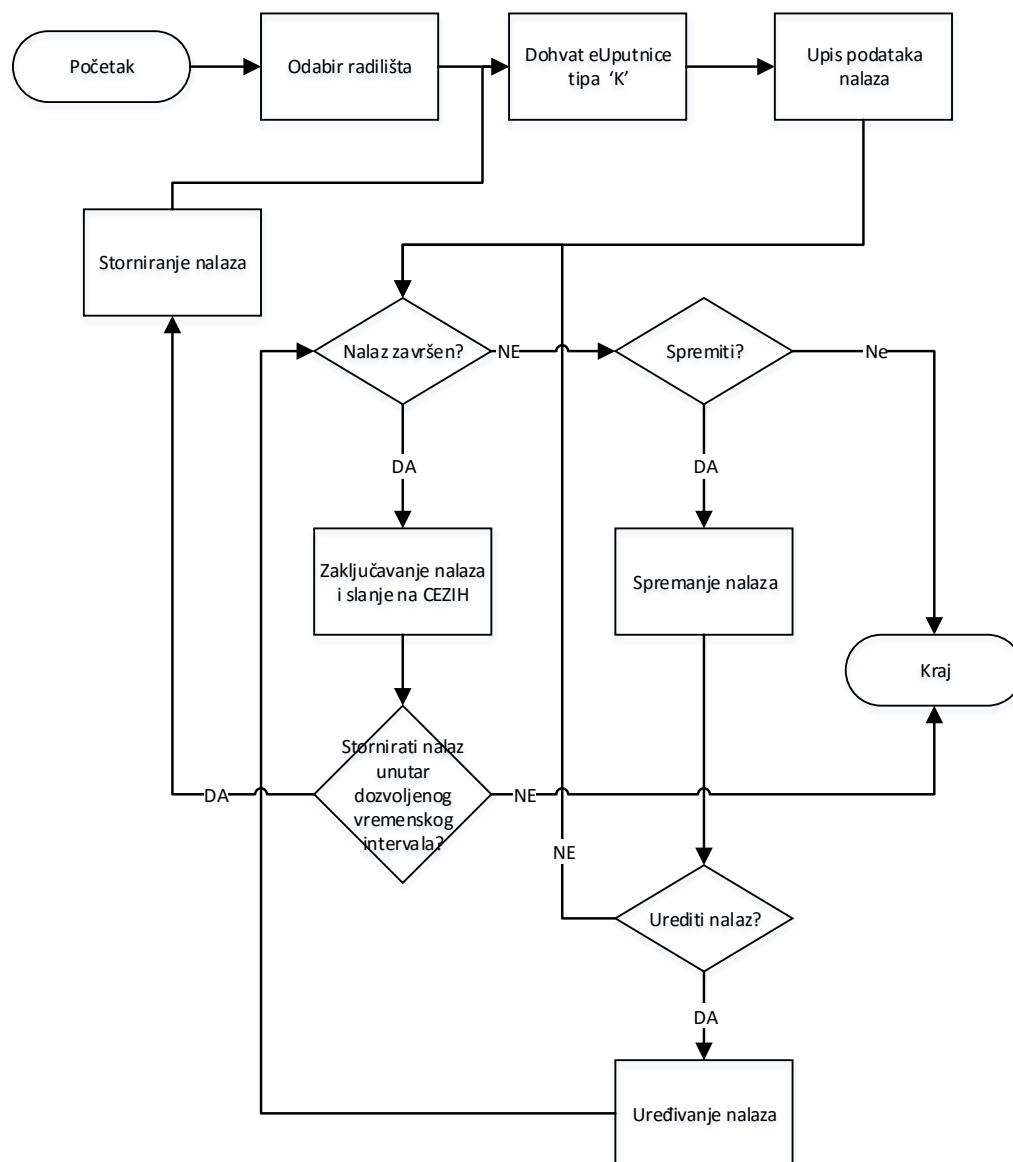 Početak
Odabir radilišta
Dohvat eUputnice
tipa ‘K’
Upis podataka
nalaza
Storniranje nalaza
Nalaz završen?
NE
Spremiti?
Ne
DA
DA
Zaključavanje nalaza
i slanje na CEZIH
Spremanje nalaza
Kraj
Stornirati nalaz
unutar
dozvoljenog
vremenskog
intervala?
DA
NE
NE
Urediti nalaz?
DA
Uređivanje nalaza